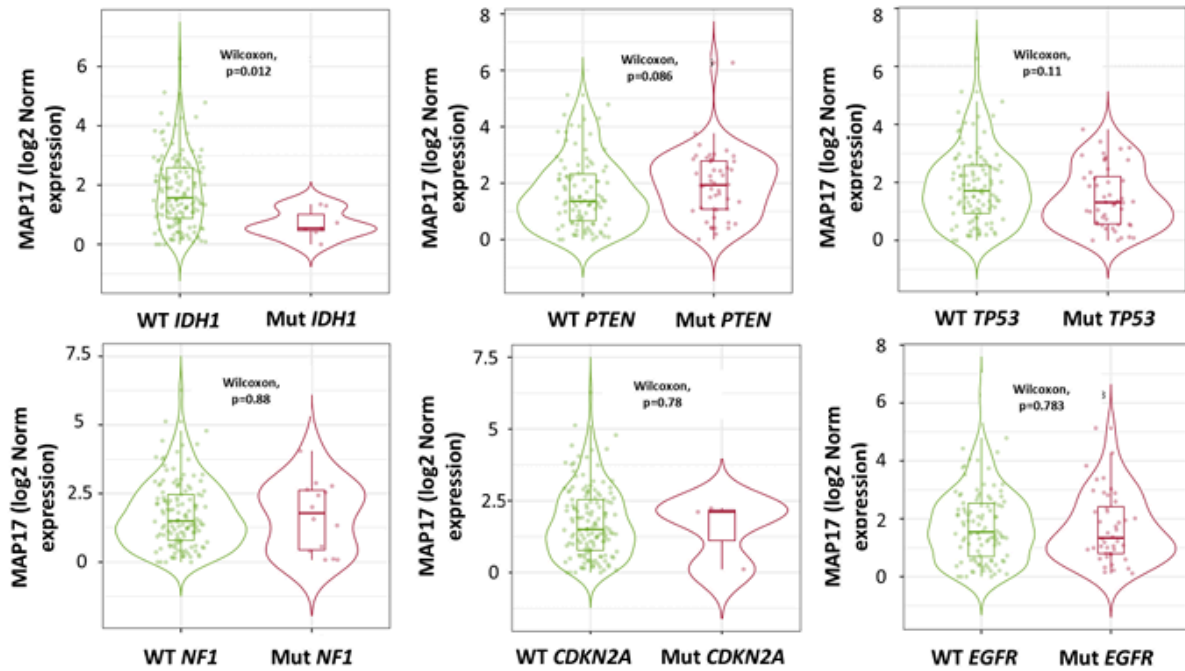 MAP17 (log2 Norm
expression)
6
4
2
0
Wilcoxon,
p=0.012
WT IDH1
Mut IDH1
MAP17 (log2 Norm
expression)
8
6
4
2
0
Wilcoxon,
p=0.086
WT PTEN
Mut PTEN
MAP17 (log2 Norm
expression)
8
6
4
2
0
Wilcoxon,
p=0.11
WT TP53
Mut TP53
MAP17 (log2 Norm
expression)
7.5
5
2.5
0
Wilcoxon,
p=0.88
WT NF1
Mut NF1
MAP17 (log2 Norm
expression)
7.5
5
2.5
0
Wilcoxon,
p=0.78
WT CDKN2A
Mut CDKN2A
MAP17 (log2 Norm
expression)
8
6
4
2
0
Wilcoxon,
p=0.783
WT EGFR
Mut EGFR